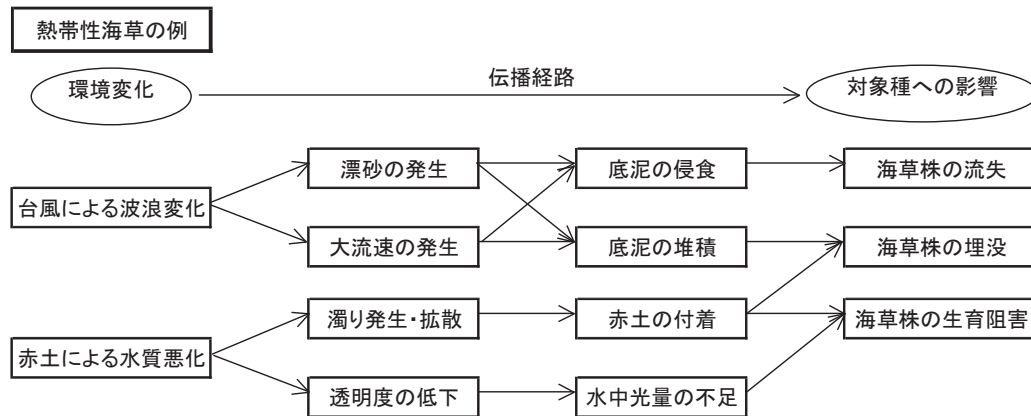 熱帯性海草の例
環境変化
伝播経路
対象種への影響
漂砂の発生
底泥の侵食
海草株の流失
台風による波浪変化
大流速の発生
底泥の堆積
海草株の埋没
濁り発生・拡散
赤土の付着
海草株の生育阻害
赤土による水質悪化
透明度の低下
水中光量の不足